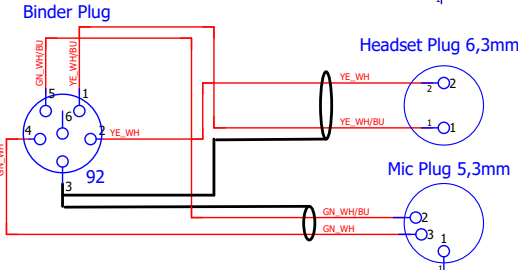 Binder Plug
GN_WH/BU
YE_WH/BU
Headset Plug 6,3mm
YE_WH
2
2
5
1
6
4
2
YE_WH
YE_WH/BU
1
1
GN_WH
92
3
Mic Plug 5,3mm
GN_WH/BU
2
GN_WH
3
1
1